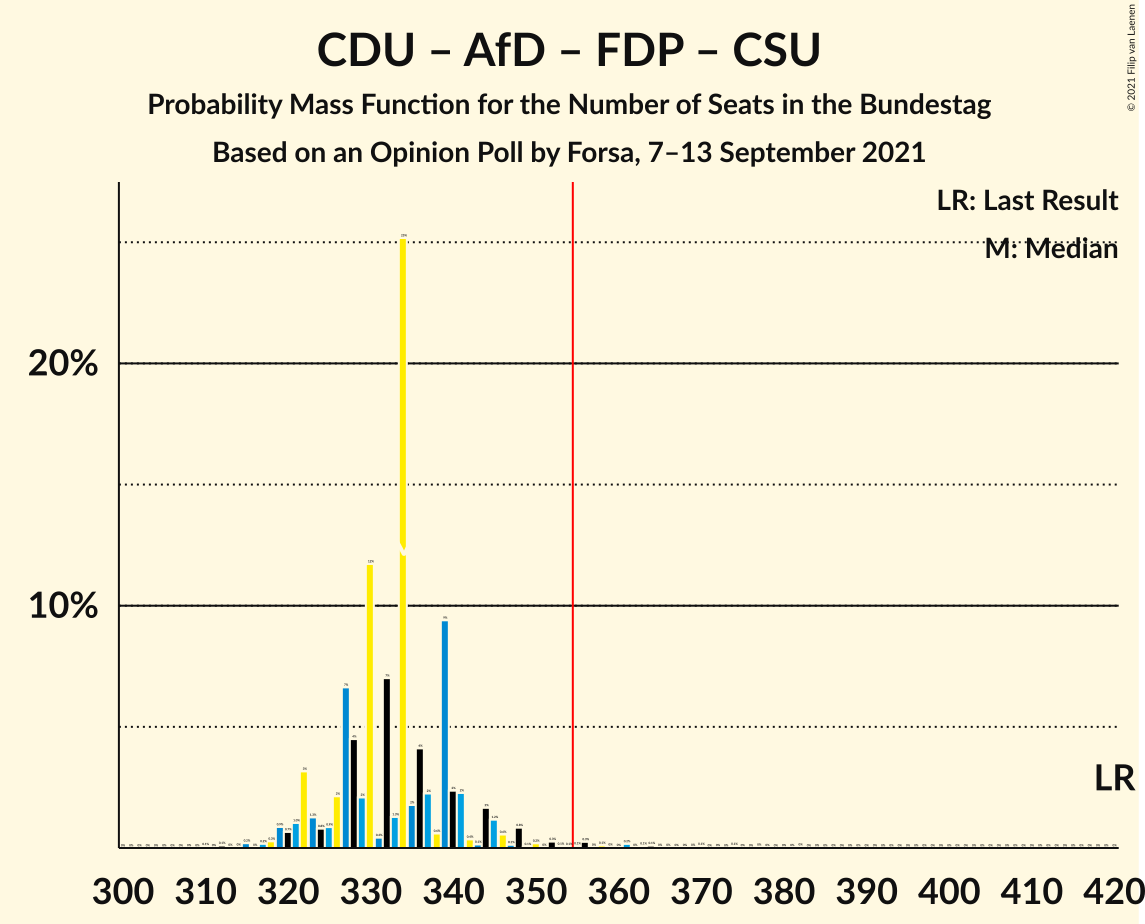 CDU – AfD – FDP – CSU
Probability Mass Function for the Number of Seats in the Bundestag
Based on an Opinion Poll by Forsa, 7–13 September 2021
© 2021 Filip van Laenen
LR: Last Result
M: Median
20%
10%
LR
300 310 320 330 340 350 360 370 380 390 400 410 420